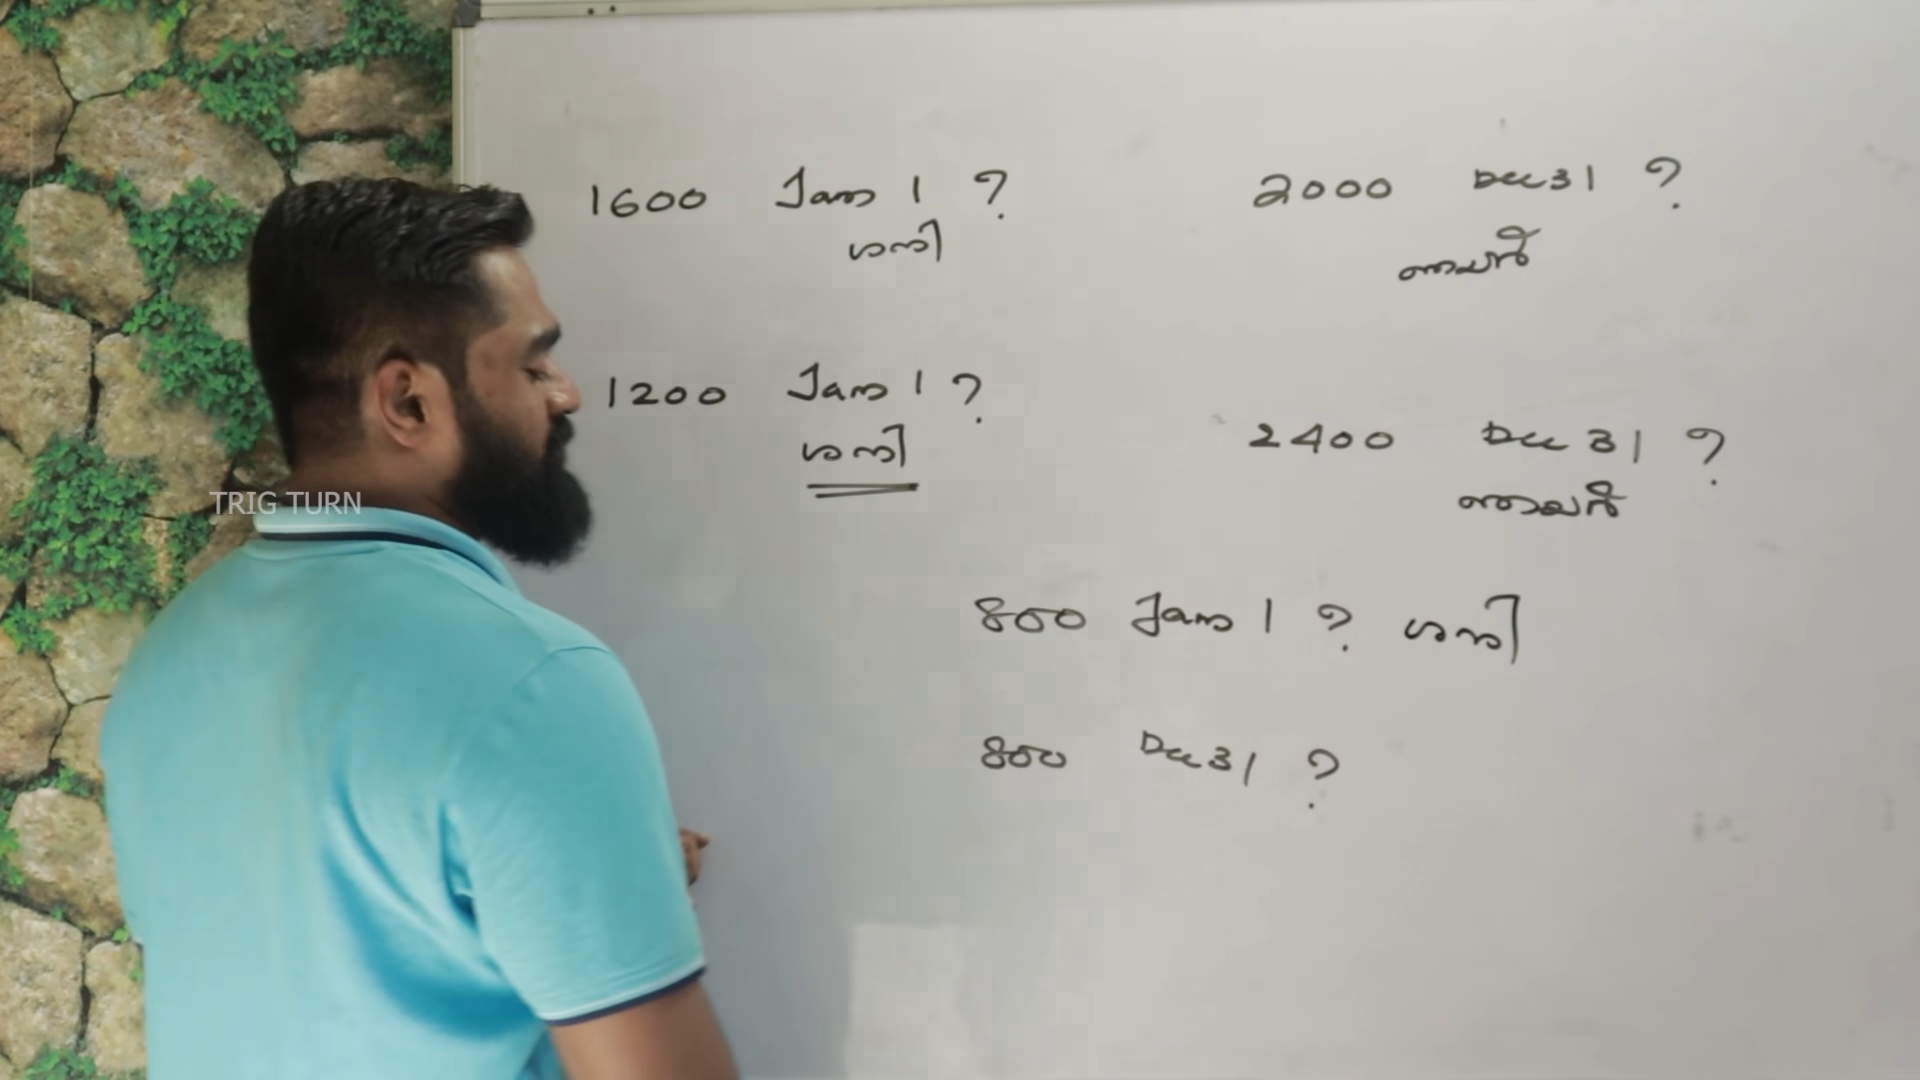 1600 Jan 1 ?
ശനി
2000 Dec 31 ?
ഞായർ
1200 Jan 1 ?
ശനി
2400 Dec 31 ?
ഞായർ
800 Jan 1 ? ശനി
800 Dec 31 ?
TRIG TURN